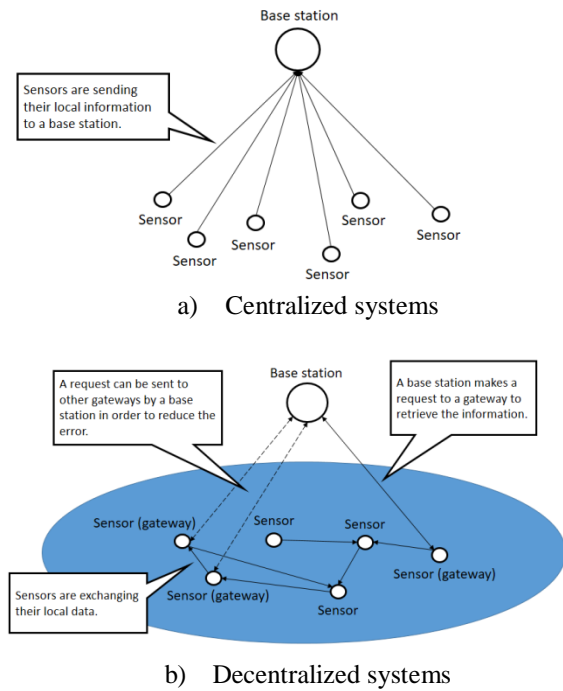 Base station
Sensors are sending
their local information
to a base station.
Sensor
Sensor
Sensor
Sensor
Sensor
Sensor
a) Centralized systems
Base station
A request can be sent to
other gateways by a base
station in order to reduce the
error.
A base station makes a
request to a gateway to
retrieve the information.
Sensor (gateway)
Sensor
Sensor
Sensor (gateway)
Sensor (gateway)
Sensor
Sensors are exchanging
their local data.
b) Decentralized systems